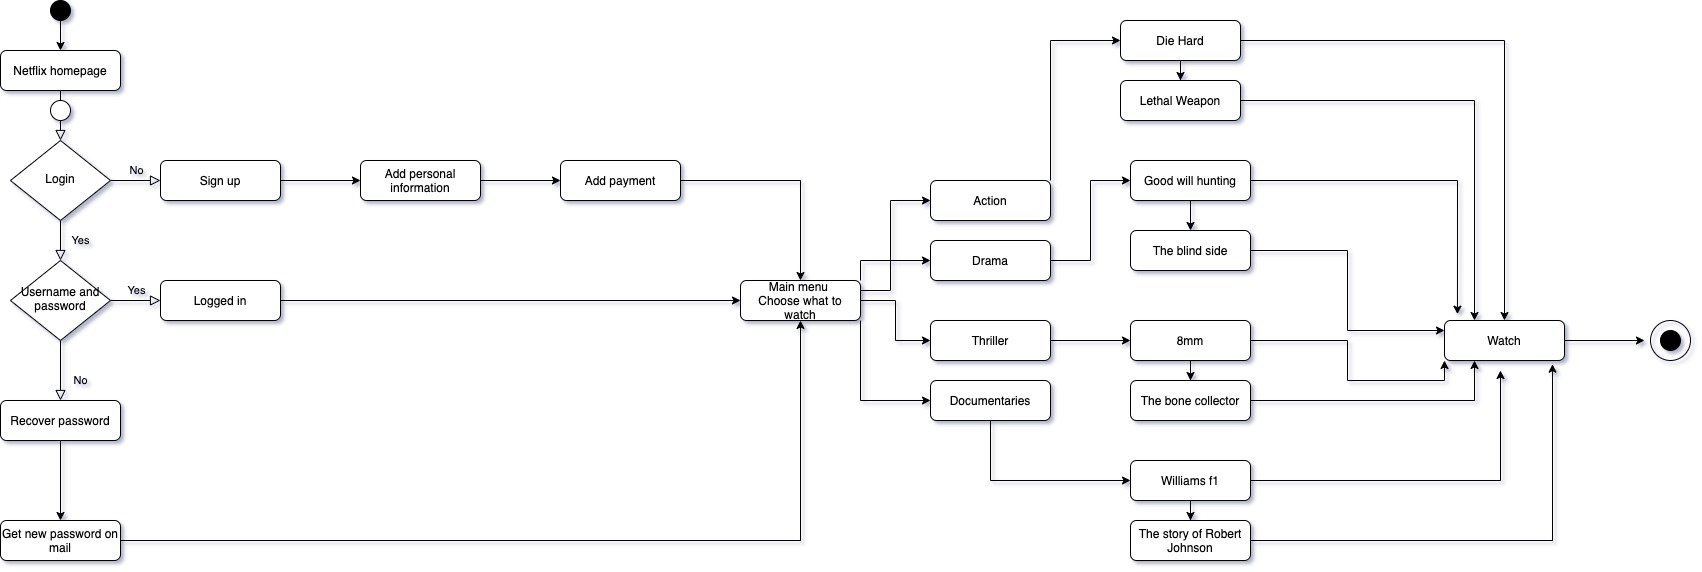 Netflix homepage
Login
No
Sign up
Add personal
information
Add payment
Yes
Username and
password
Yes
Logged in
No
Recover password
Get new password on
mail
Main menu
Choose what to
watch
Action
Drama
Thriller
Documentaries
Die Hard
Lethal Weapon
Good will hunting
The blind side
8mm
The bone collector
Williams f1
The story of Robert
Johnson
Watch